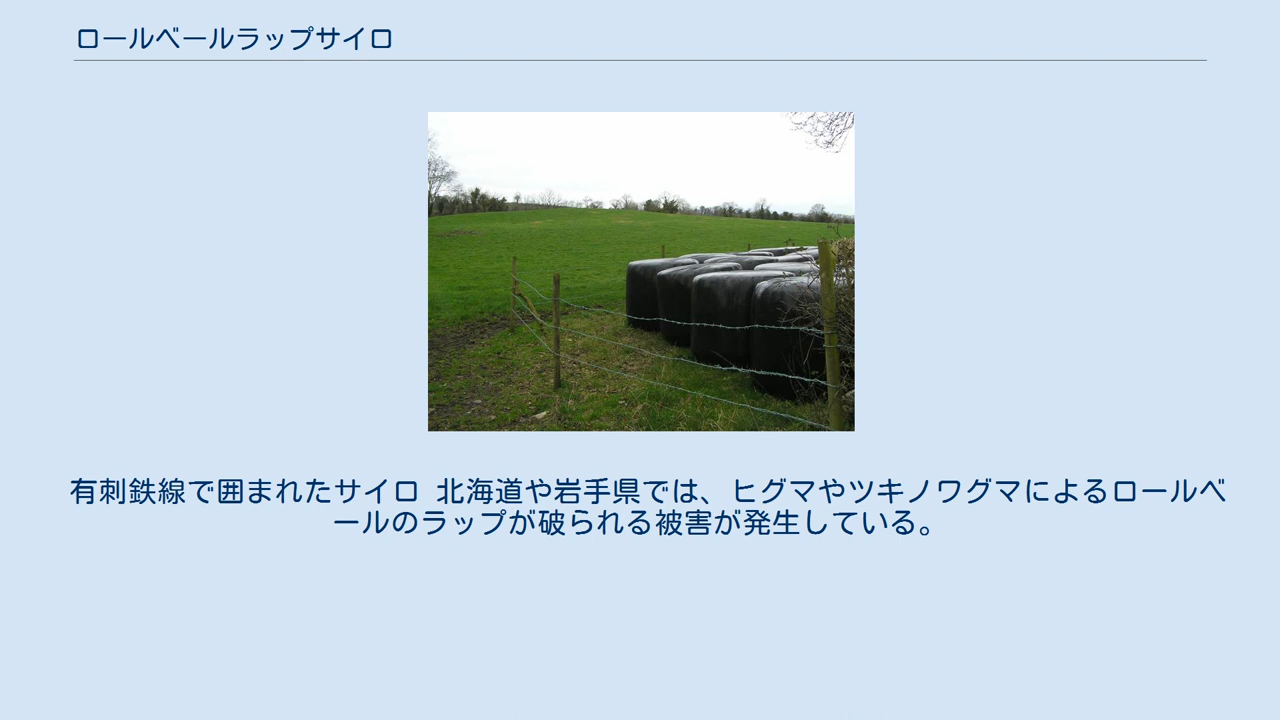 ロールベールラップサイロ
有刺鉄線で囲まれたサイロ 北海道や岩手県では、ヒグマやツキノワグマによるロールベ
ールのラップが破られる被害が発生している。